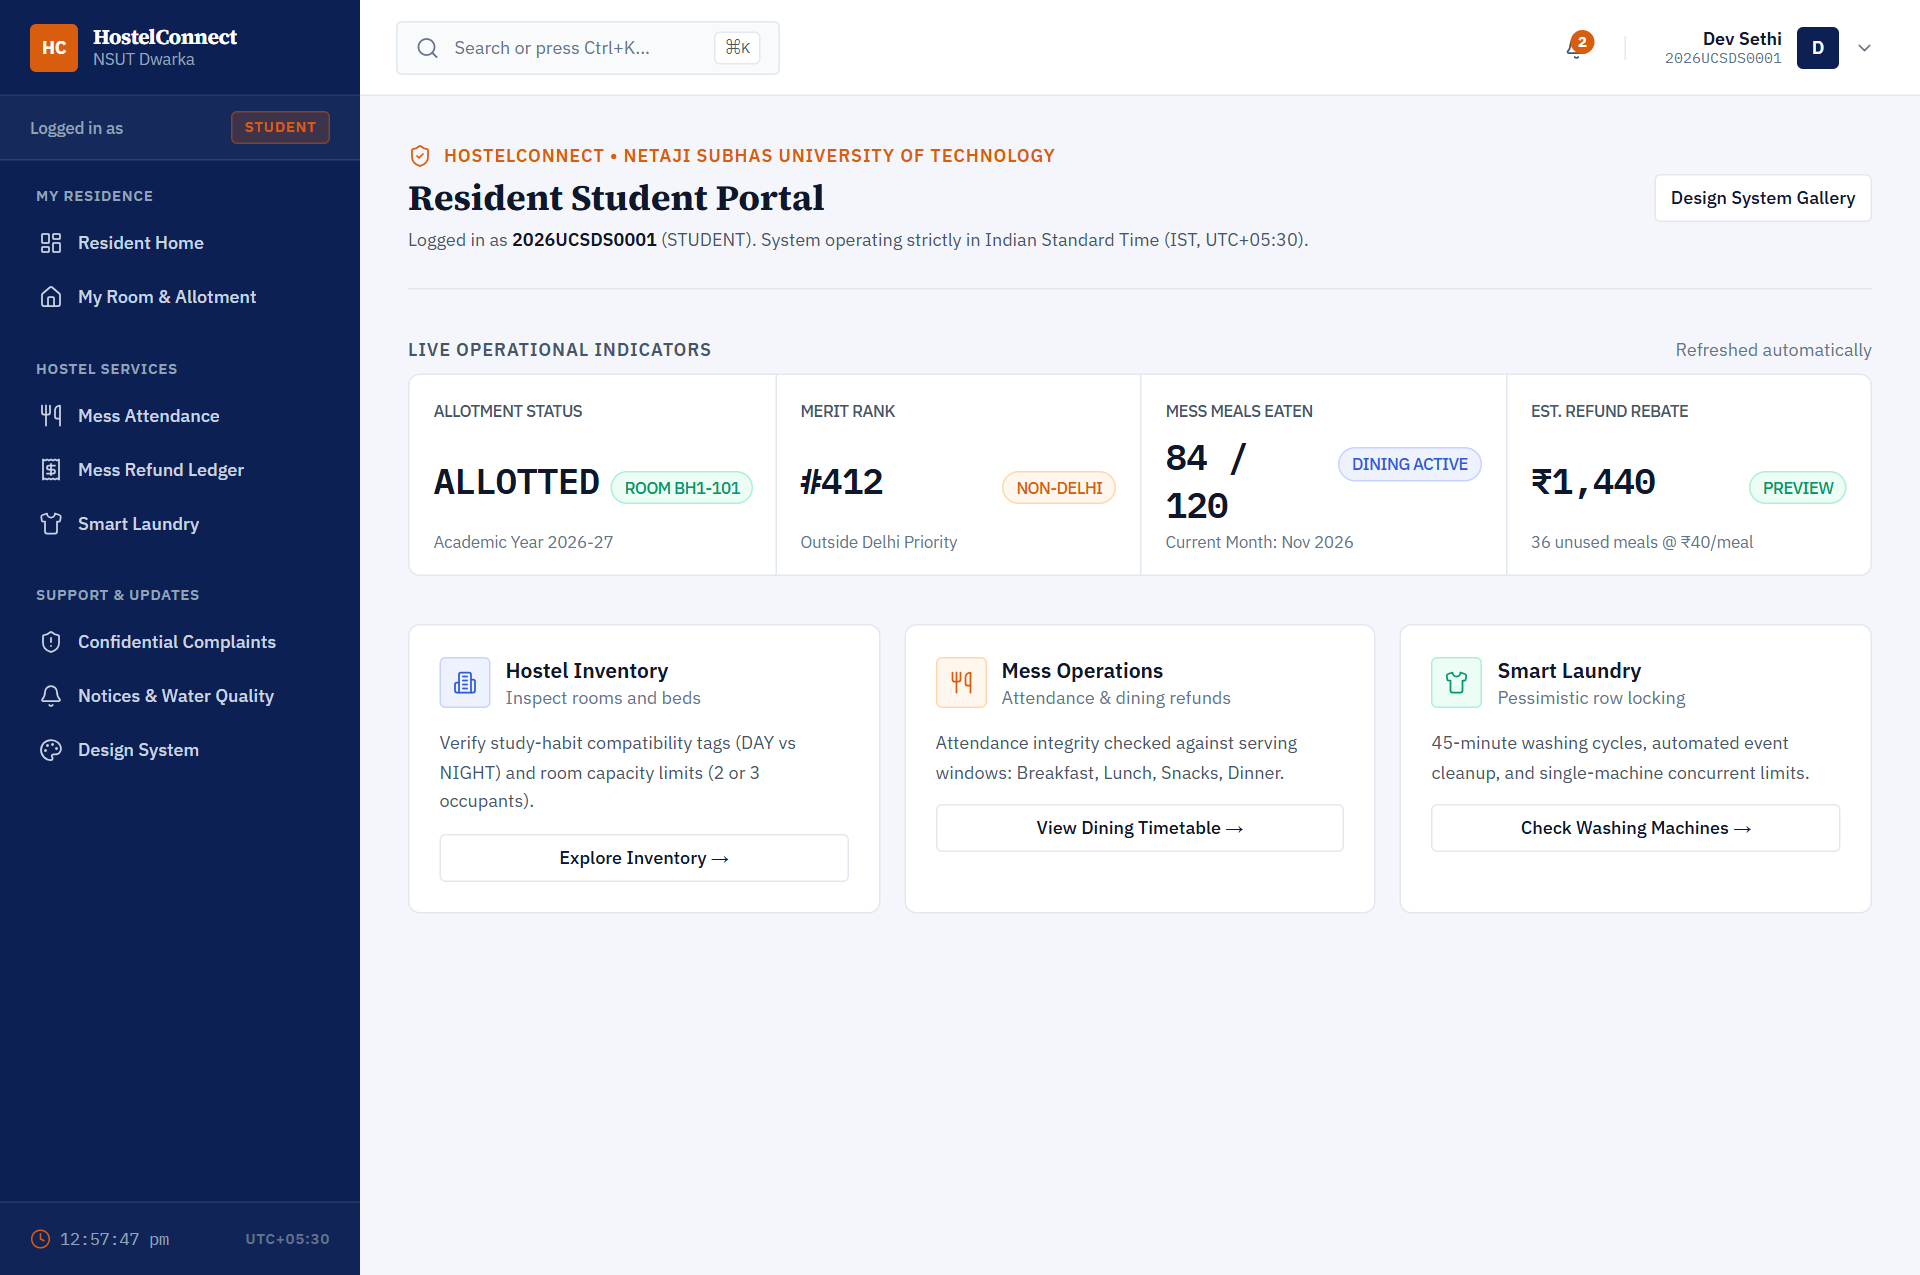 HC
HostelConnect
NSUT Dwarka
Logged in as
STUDENT
MY RESIDENCE
Resident Home
My Room & Allotment
HOSTEL SERVICES
Mess Attendance
Mess Refund Ledger
Smart Laundry
SUPPORT & UPDATES
Confidential Complaints
Notices & Water Quality
Design System
12:57:47 pm
UTC+05:30
Search or press Ctrl+K...
⌘K
2
Dev Sethi
2026UCSDS0001
D
HOSTELCONNECT • NETAJI SUBHAS UNIVERSITY OF TECHNOLOGY
Resident Student Portal
Logged in as 2026UCSDS0001 (STUDENT). System operating strictly in Indian Standard Time (IST, UTC+05:30).
Design System Gallery
LIVE OPERATIONAL INDICATORS
Refreshed automatically
ALLOTMENT STATUS
ALLOTTED
ROOM BH1-101
Academic Year 2026-27
MERIT RANK
#412
NON-DELHI
Outside Delhi Priority
MESS MEALS EATEN
84 /
120
DINING ACTIVE
Current Month: Nov 2026
EST. REFUND REBATE
₹1,440
PREVIEW
36 unused meals @ ₹40/meal
Hostel Inventory
Inspect rooms and beds
Verify study-habit compatibility tags (DAY vs
NIGHT) and room capacity limits (2 or 3
occupants).
Explore Inventory →
Mess Operations
Attendance & dining refunds
Attendance integrity checked against serving
windows: Breakfast, Lunch, Snacks, Dinner.
View Dining Timetable →
Smart Laundry
Pessimistic row locking
45-minute washing cycles, automated event
cleanup, and single-machine concurrent limits.
Check Washing Machines →